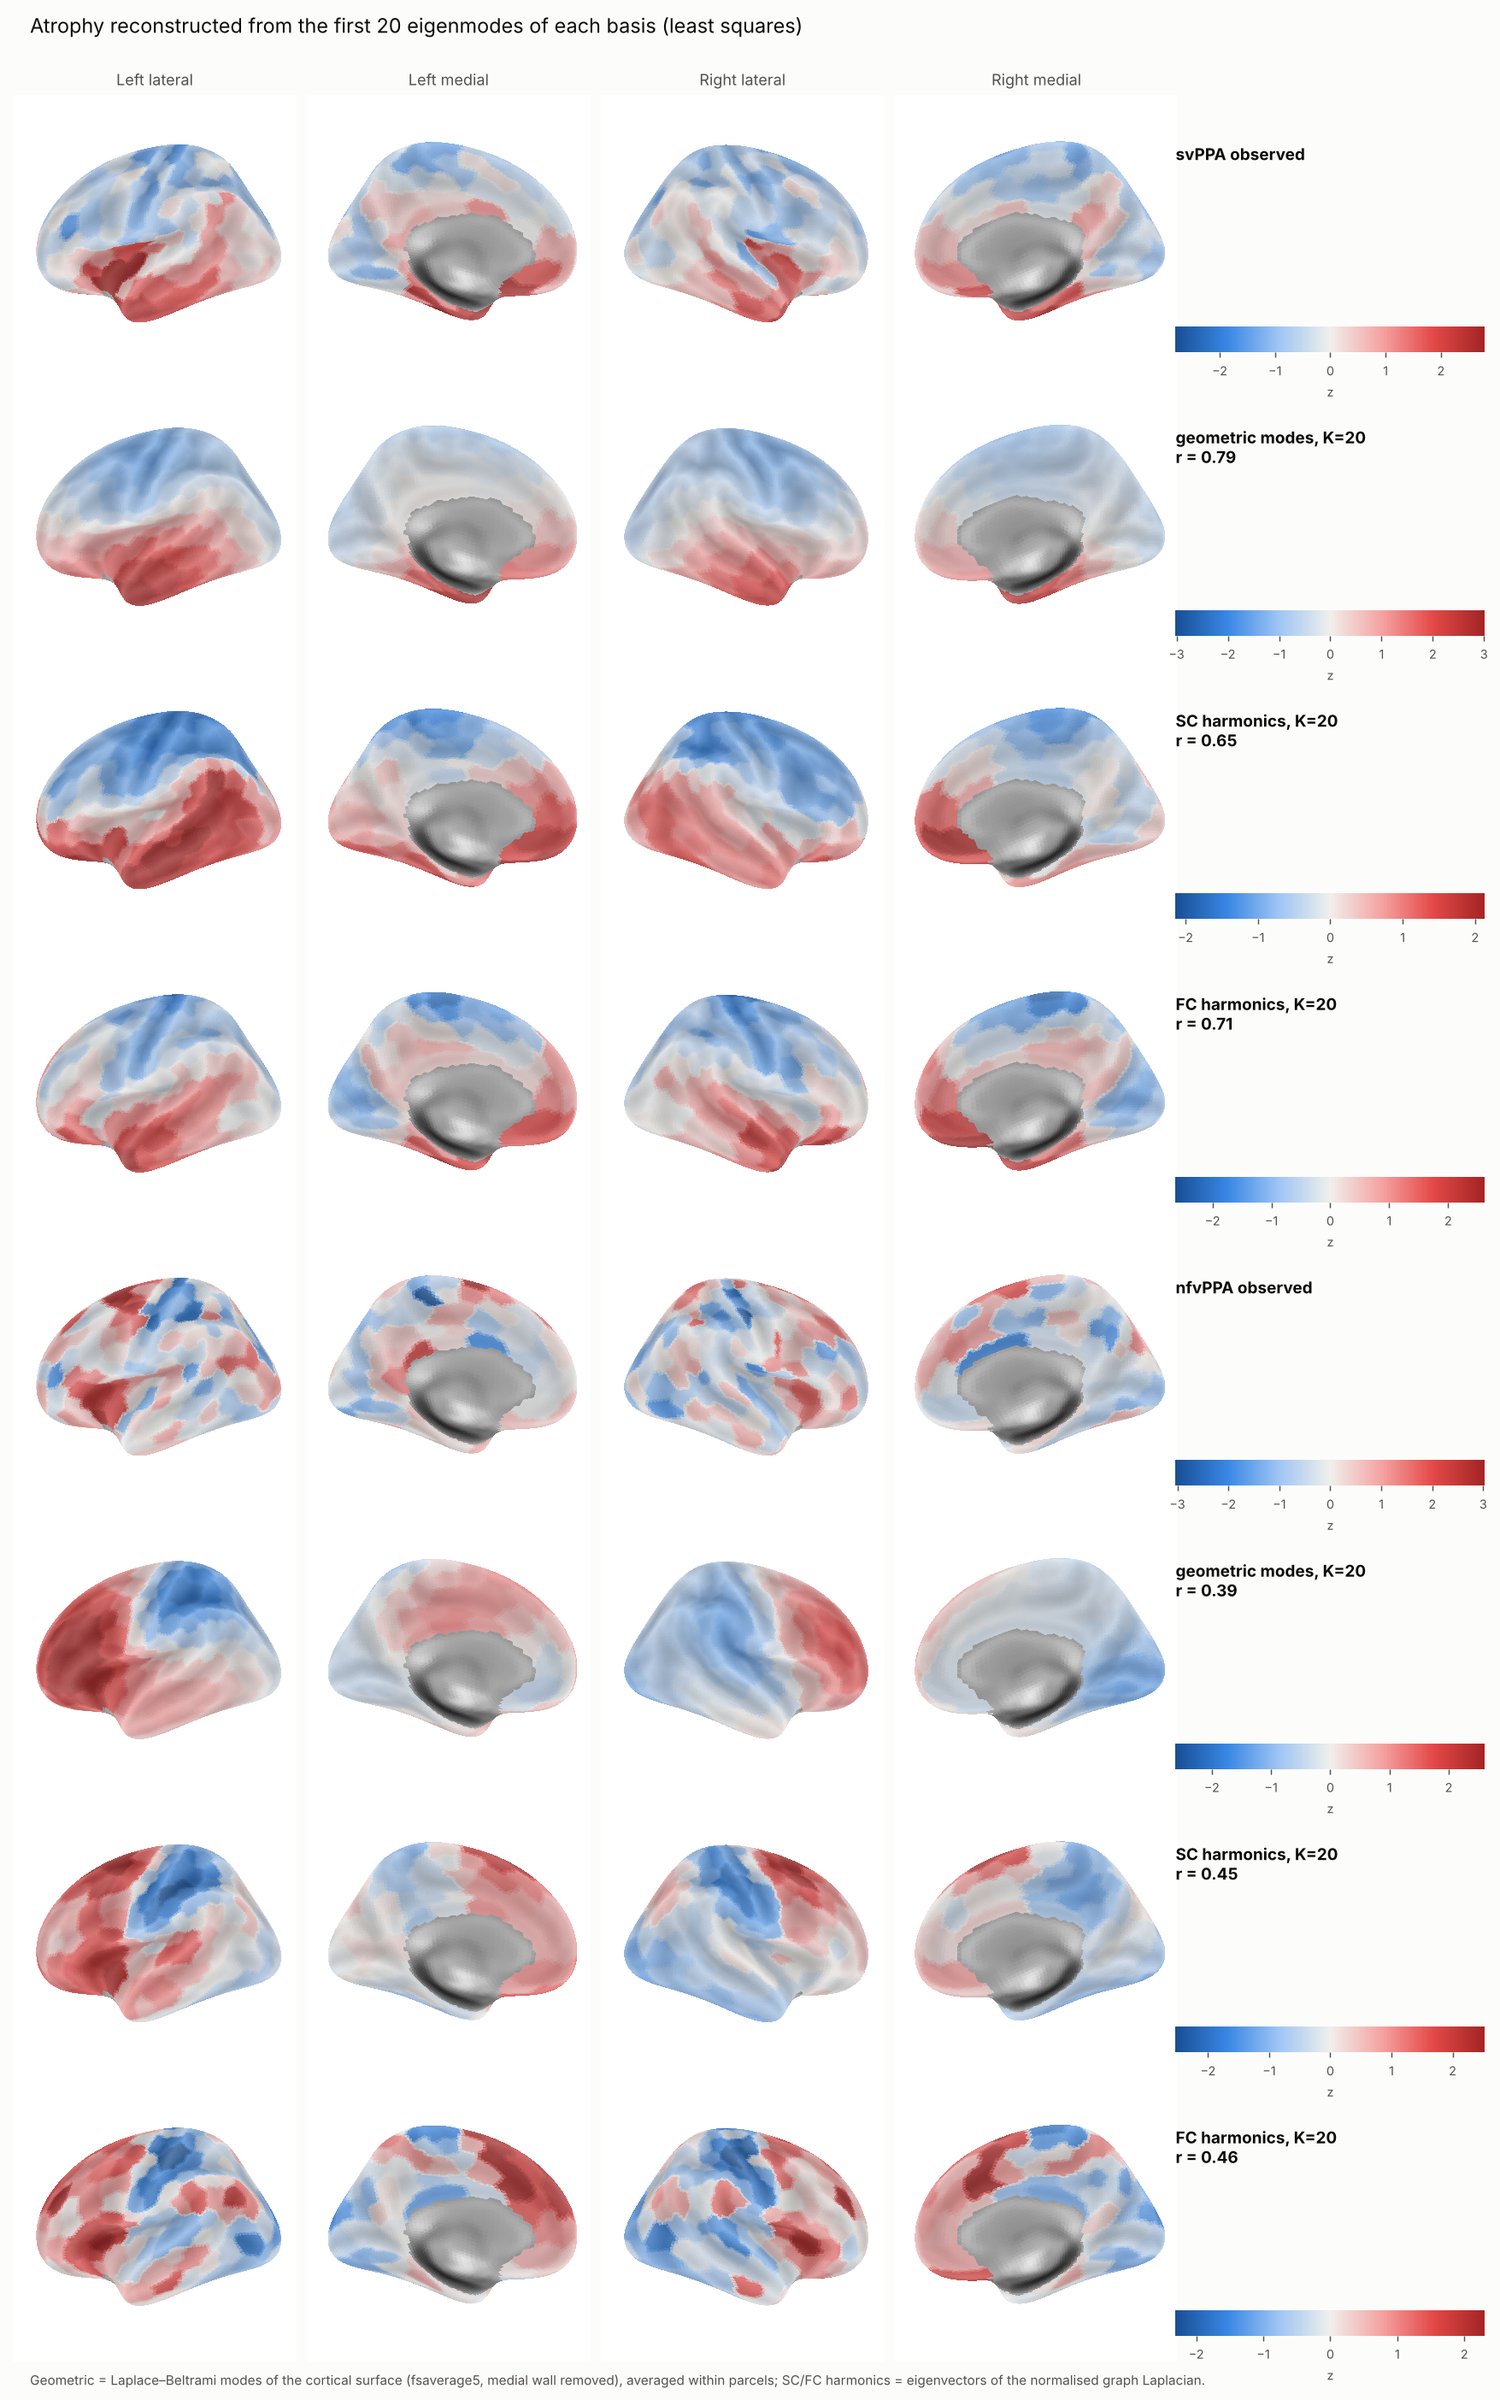 Atrophy reconstructed from the first 20 eigenmodes of each basis (least squares)
Left lateral
Left medial
Right lateral
Right medial
svPPA observed
−2 −1 0 1 2
z
geometric modes, K=20
r = 0.79
−3 −2 −1 0 1 2 3
z
SC harmonics, K=20
r = 0.65
−2 −1 0 1 2
z
FC harmonics, K=20
r = 0.71
−2 −1 0 1 2
z
nfvPPA observed
−3 −2 −1 0 1 2 3
z
geometric modes, K=20
r = 0.39
−2 −1 0 1 2
z
SC harmonics, K=20
r = 0.45
−2 −1 0 1 2
z
FC harmonics, K=20
r = 0.46
−2 −1 0 1 2
z
Geometric = Laplace–Beltrami modes of the cortical surface (fsaverage5, medial wall removed), averaged within parcels; SC/FC harmonics = eigenvectors of the normalised graph Laplacian.